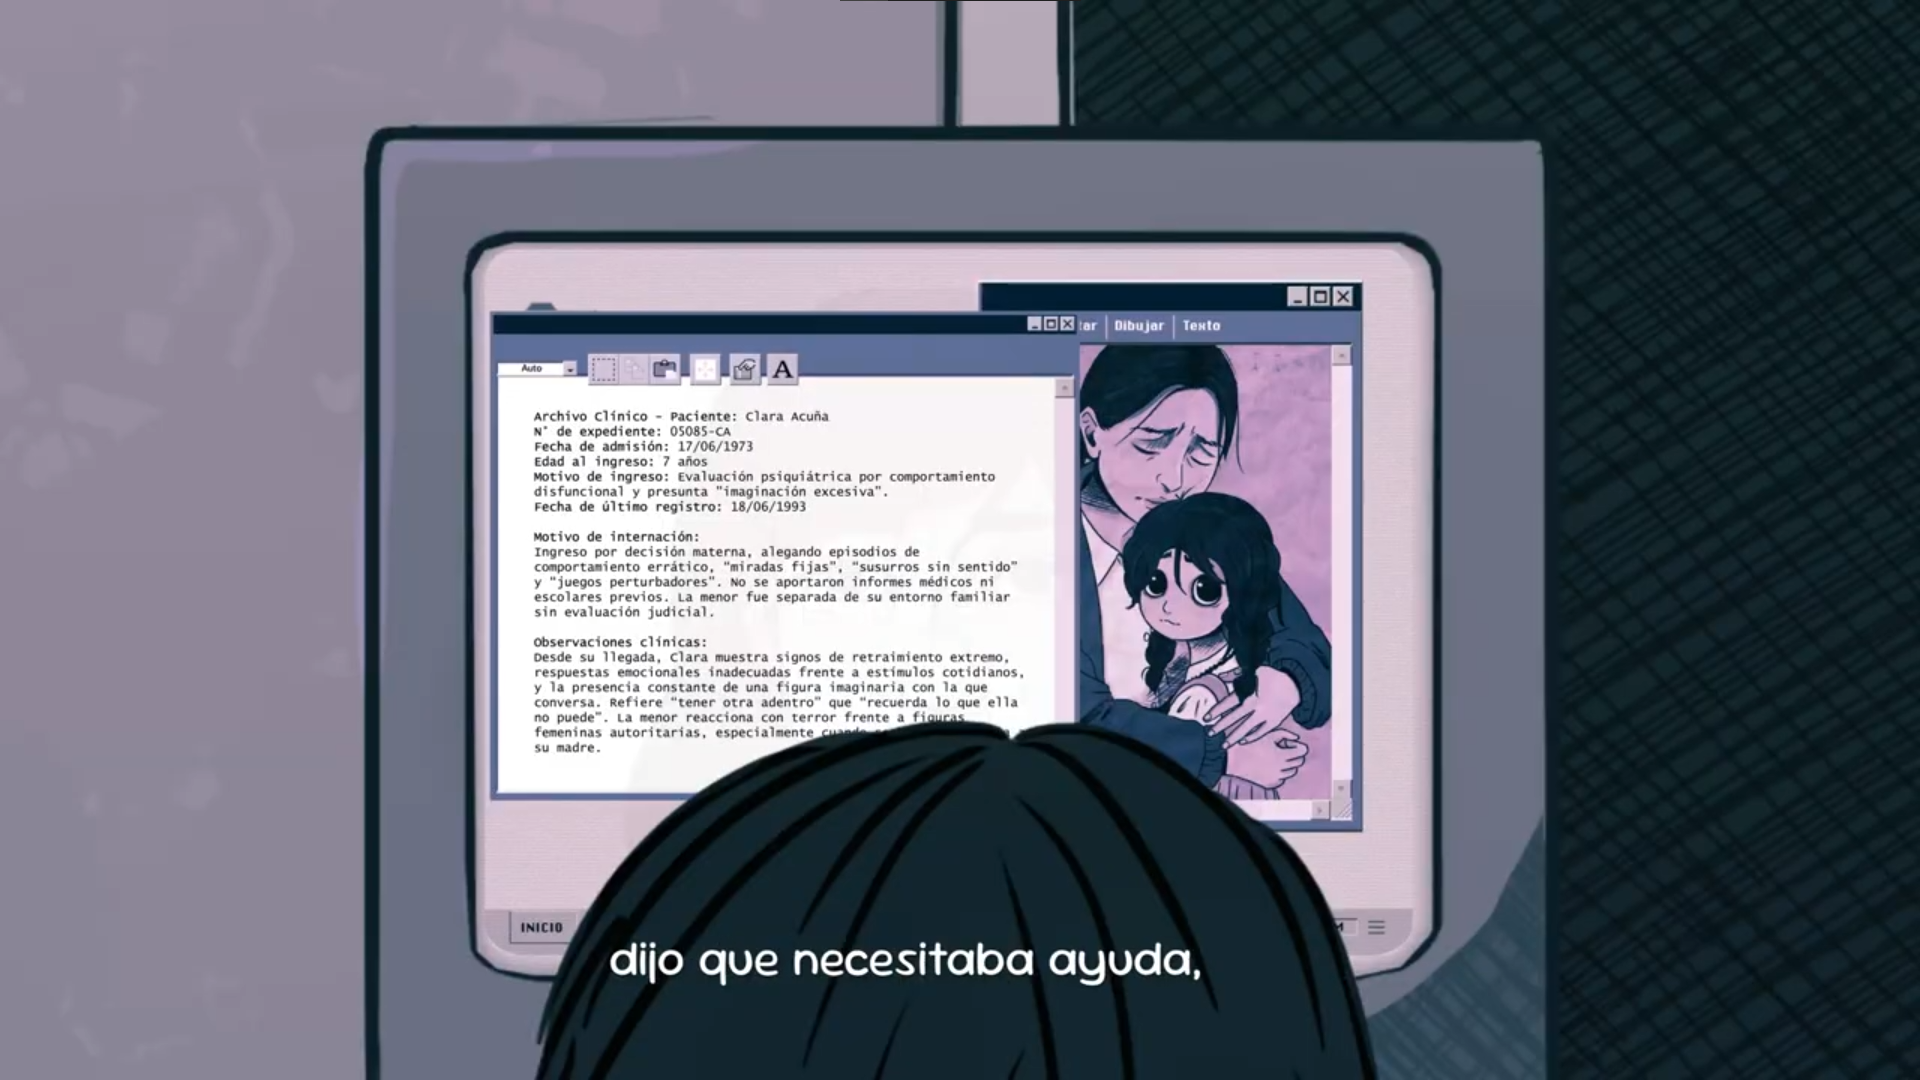 tar Dibujar Texto
Auto
A
Archivo Clínico - Paciente: Clara Acuña
N° de expediente: 05085-CA
Fecha de admisión: 17/06/1973
Edad al ingreso: 7 años
Motivo de ingreso: Evaluación psiquiátrica por comportamiento
disfuncional y presunta "imaginación excesiva".
Fecha de último registro: 18/06/1993
Motivo de internación:
Ingreso por decisión materna, alegando episodios de
comportamiento errático, “miradas fijas”, “susurros sin sentido”
y “juegos perturbadores”. No se aportaron informes médicos ni
escolares previos. La menor fue separada de su entorno familiar
sin evaluación judicial.
Observaciones clínicas:
Desde su llegada, Clara muestra signos de retraimiento extremo,
respuestas emocionales inadecuadas frente a estímulos cotidianos,
y la presencia constante de una figura imaginaria con la que
conversa. Refiere “tener otra adentro” que “recuerda lo que ella
no puede”. La menor reacciona con terror frente a figuras
femeninas autoritarias, especialmente
su madre.
INICIO
dijo que necesitaba ayuda,